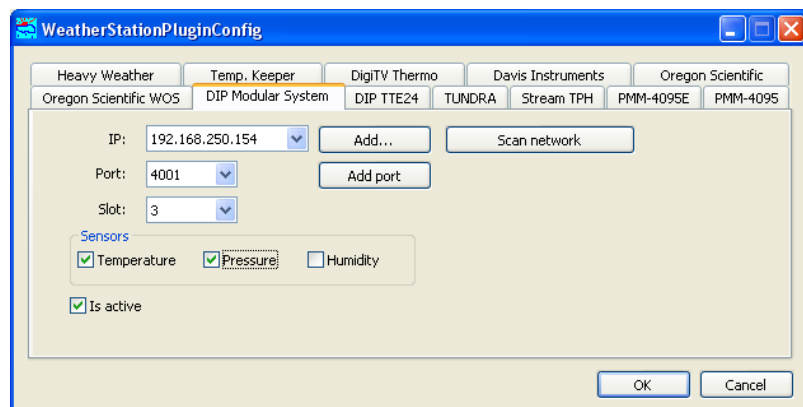 WeatherStationPluginConfig
Heavy Weather Temp. Keeper DigiTV Thermo Davis Instruments Oregon Scientific
Oregon Scientific WOS DIP Modular System DIP TTE24 TUNDRA Stream TPH PMM-4095E PMM-4095
IP: 192.168.250.154 Add... Scan network
Port: 4001 Add port
Slot: 3
Sensors
Temperature Pressure Humidity
Is active
OK Cancel